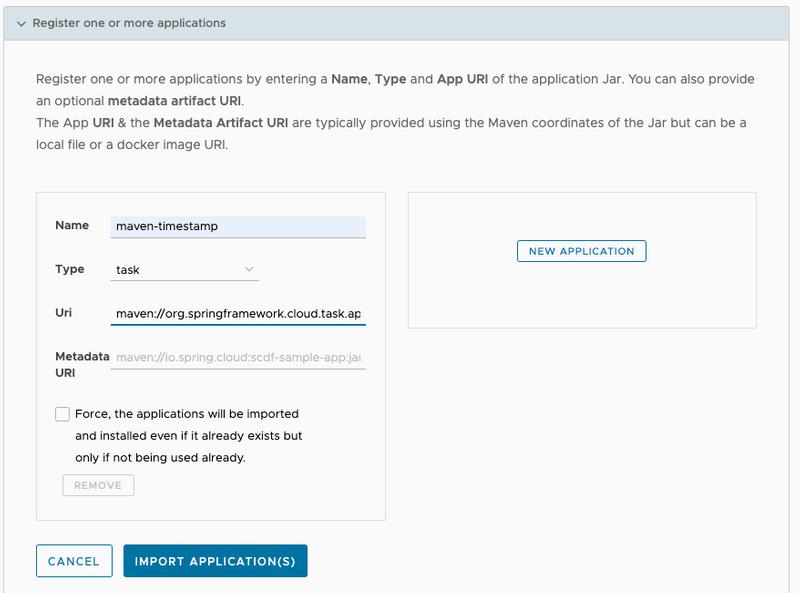 Register one or more applications
Register one or more applications by entering a Name, Type and App URI of the application Jar. You can also provide
an optional metadata artifact URI.
The App URI & the Metadata Artifact URI are typically provided using the Maven coordinates of the Jar but can be a
local file or a docker image URI.
Name
maven-timestamp
Type
task
Uri
maven://org.springframework.cloud.task.ap
Metadata
URI
maven://io.spring.cloud:scdf-sample-app:jar
Force, the applications will be imported
and installed even if it already exists but
only if not being used already.
REMOVE
NEW APPLICATION
CANCEL
IMPORT APPLICATION(S)